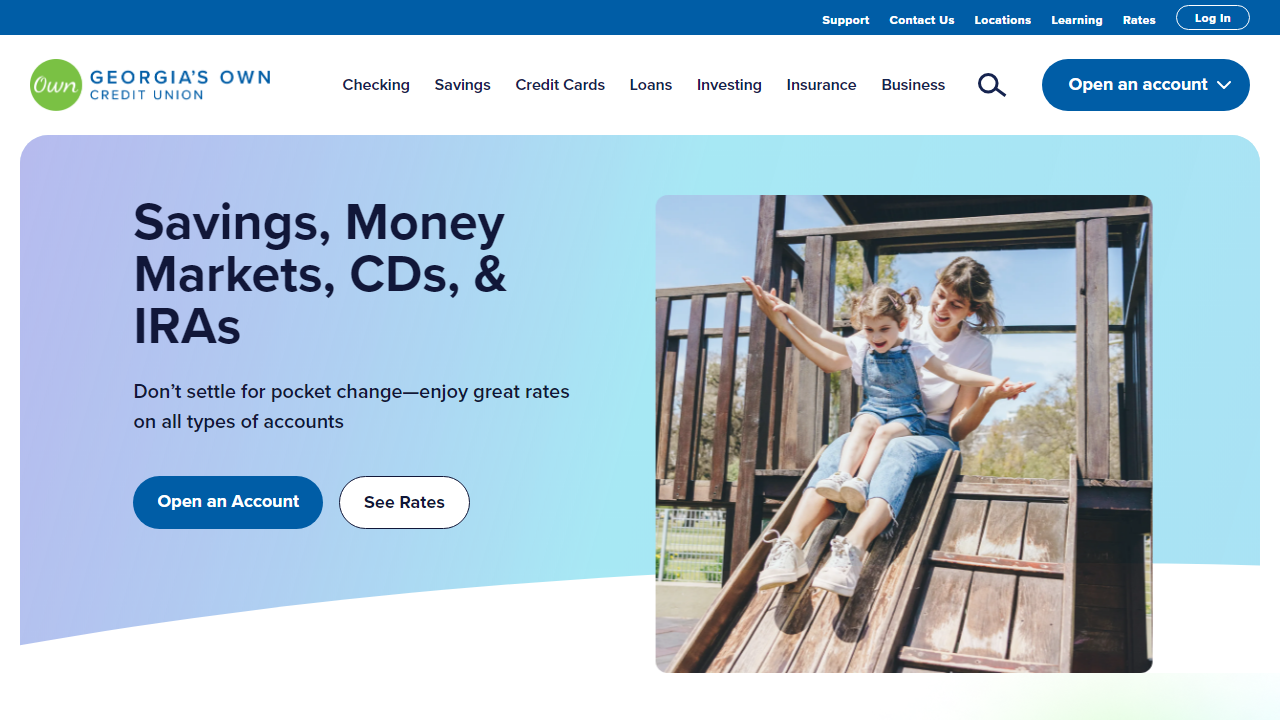 Support Contact Us Locations Learning Rates Log In
Own GEORGIA'S OWN
CREDIT UNION
Checking Savings Credit Cards Loans Investing Insurance Business Open an account
Savings, Money
Markets, CDs, &
IRAs
Don't settle for pocket change—enjoy great rates
on all types of accounts
Open an Account See Rates